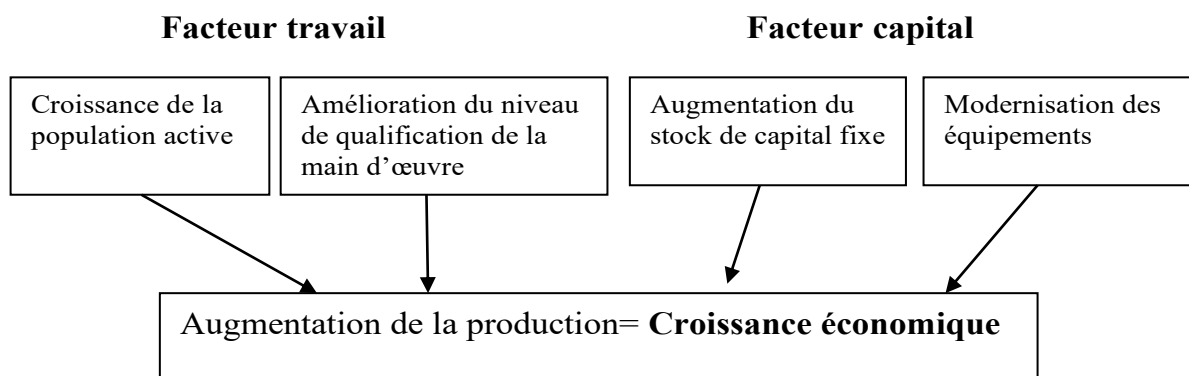 Facteur travail
Facteur capital
Croissance de la
population active
Amélioration du niveau
de qualification de la
main d’œuvre
Augmentation du
stock de capital fixe
Modernisation des
équipements
Augmentation de la production= Croissance économique